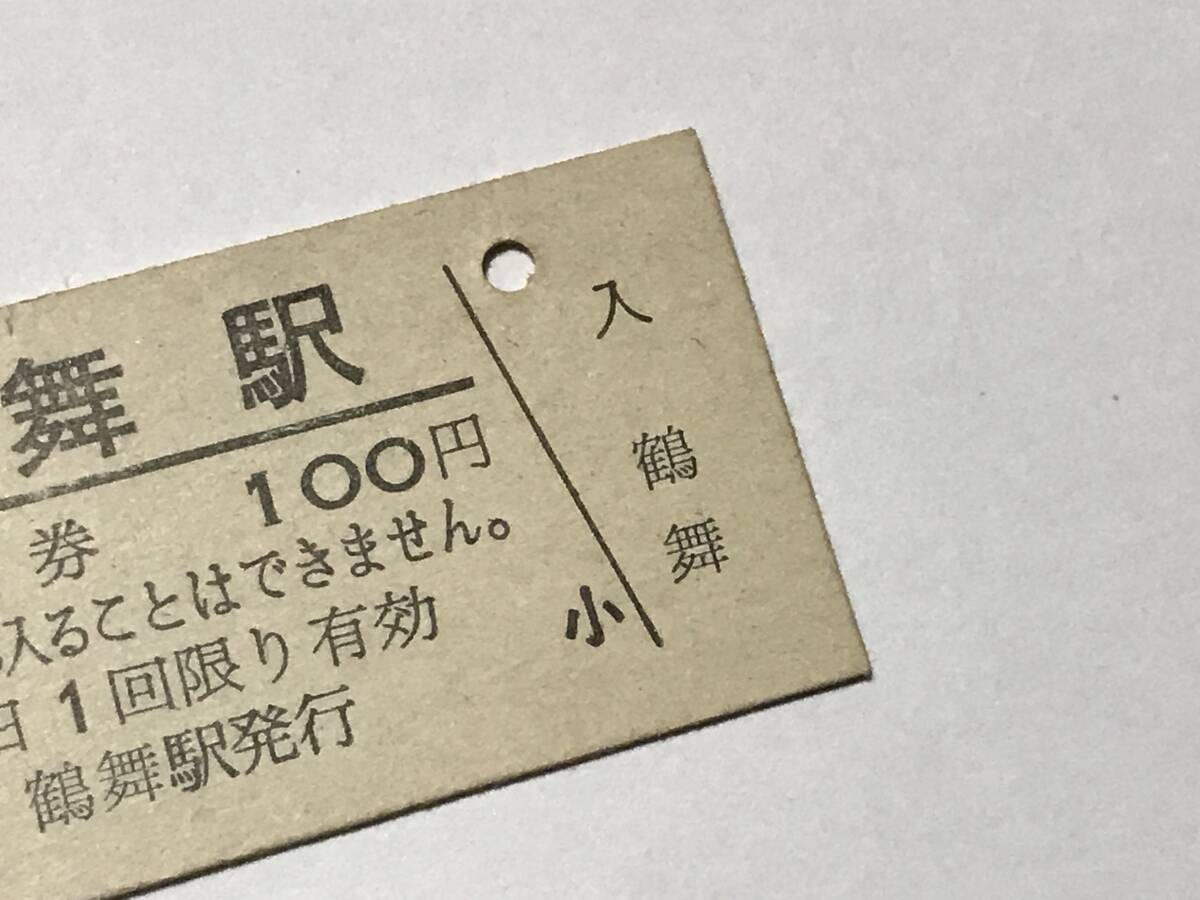 舞駅
100円
券
入ることはできません。
日1回限り有効
鶴舞駅発行
小
入
鶴舞